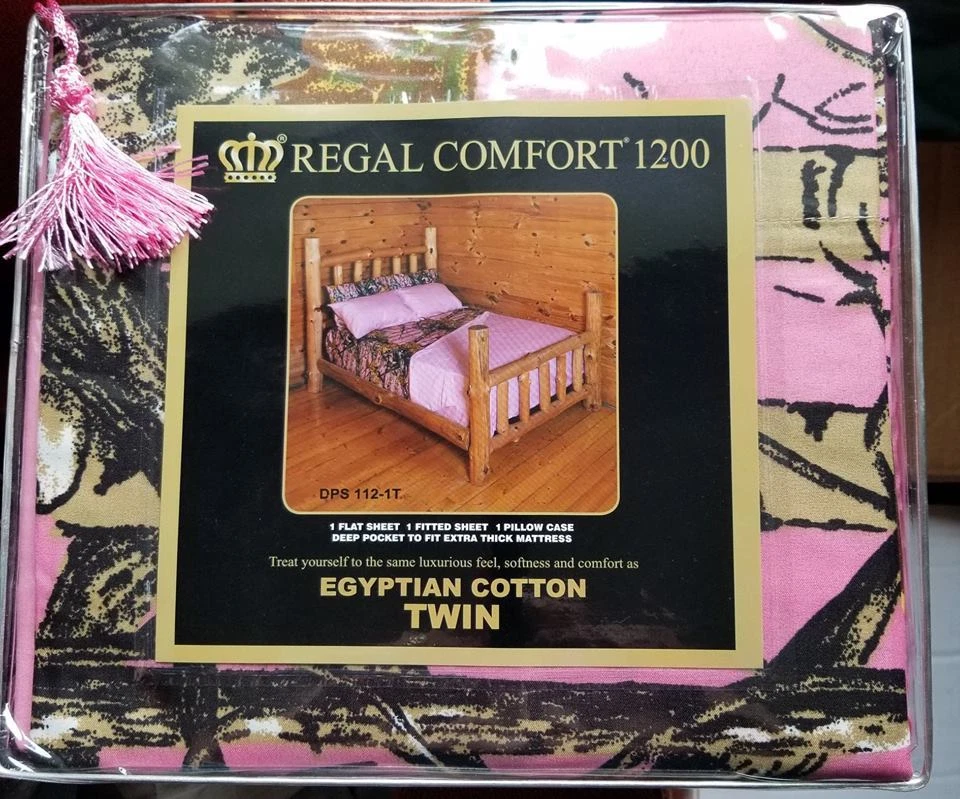 ® REGAL COMFORT® 1200
DPS 112-1T
1 FLAT SHEET 1 FITTED SHEET 1 PILLOW CASE
DEEP POCKET TO FIT EXTRA THICK MATTRESS
Treat yourself to the same luxurious feel, softness and comfort as
EGYPTIAN COTTON
TWIN